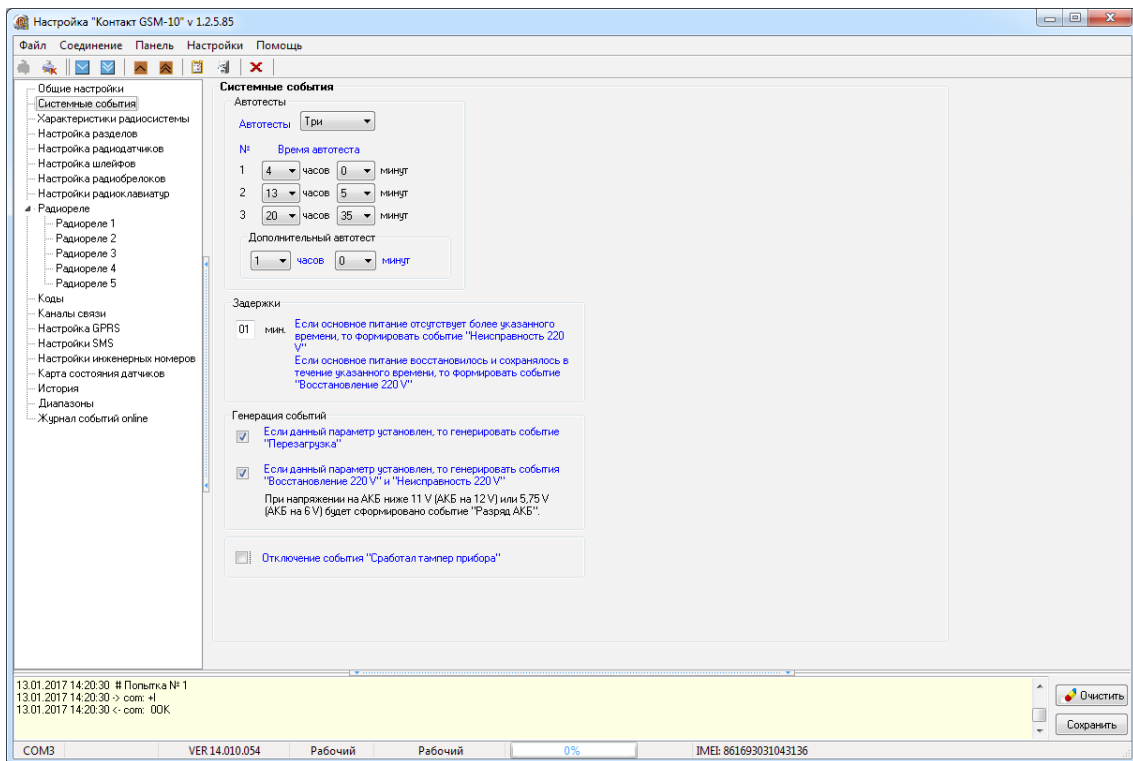 Настройка "Контакт GSM-10" v 1.2.5.85
Файл Соединение Панель Настройки Помощь
Общие настройки
Системные события
Характеристики радиосистемы
Настройка разделов
Настройка радиодатчиков
Настройка шлейфов
Настройка радиобрелоков
Настройки радиоклавиатур
Радиореле
Радиореле 1
Радиореле 2
Радиореле 3
Радиореле 4
Радиореле 5
Коды
Каналы связи
Настройка GPRS
Настройки SMS
Настройки инженерных номеров
Карта состояния датчиков
История
Диапазоны
Журнал событий online
Системные события
Автотесты
Автотесты Три
№ Время автотеста
1 4 часов 0 минут
2 13 часов 5 минут
3 20 часов 35 минут
Дополнительный автотест
1 часов 0 минут
Задержки
01 мин. Если основное питание отсутствует более указанного
времени, то формировать событие "Неисправность 220
V"
Если основное питание восстановилось и сохранялось в
течение указанного времени, то формировать событие
"Восстановление 220 V"
Генерация событий
Если данный параметр установлен, то генерировать событие
"Перезагрузка"
Если данный параметр установлен, то генерировать события
"Восстановление 220 V" и "Неисправность 220 V"
При напряжении на АКБ ниже 11 V (АКБ на 12 V) или 5,75 V
(АКБ на 6 V) будет сформировано событие "Разряд АКБ".
Отключение события "Сработал тампер прибора"
13.01.2017 14:20:30 # Попытка № 1
13.01.2017 14:20:30 -> com: +I
13.01.2017 14:20:30 <- com: 0OK
Очистить
Сохранить
COM3 VER 14.010.054 Рабочий Рабочий 0% IMEI: 861693031043136